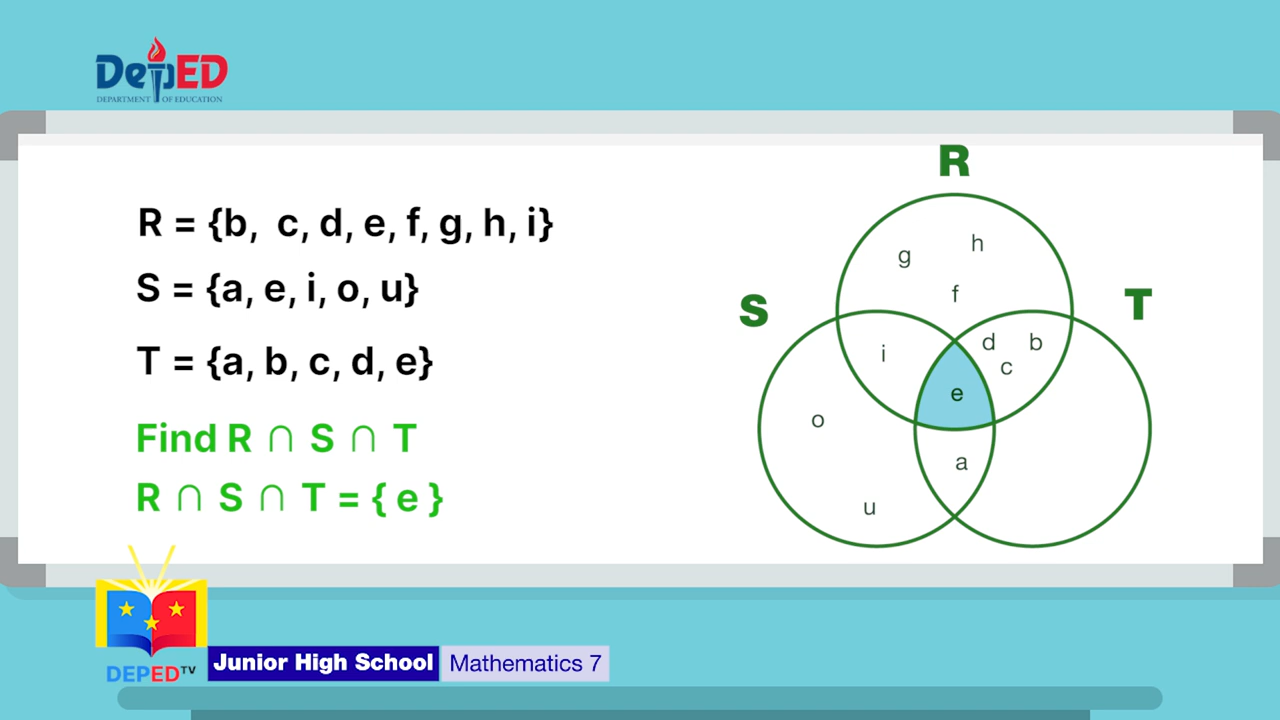 DepED
DEPARTMENT OF EDUCATION
R = {b, c, d, e, f, g, h, i}
S = {a, e, i, o, u}
T = {a, b, c, d, e}
Find R ∩ S ∩ T
R ∩ S ∩ T = { e }
R
S
T
g
h
f
i
d
b
c
e
o
a
u
DEPED TV
Junior High School
Mathematics 7